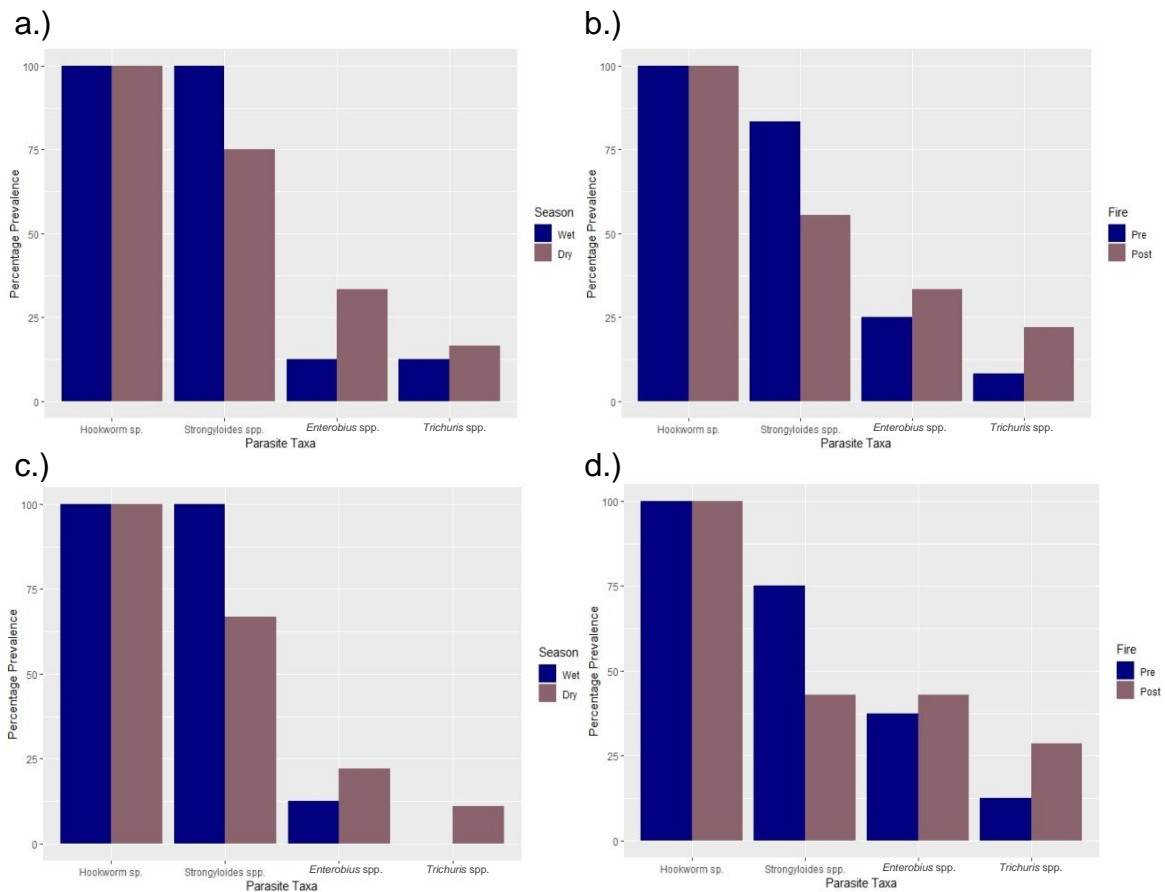 a.)
100
75
50
25
0
Percentage Prevalence
Hookworm sp.
Strongyloides spp.
Enterobius spp.
Trichuris spp.
Parasite Taxa
Season
Wet
Dry
b.)
100
75
50
25
0
Percentage Prevalence
Hookworm sp.
Strongyloides spp.
Enterobius spp.
Trichuris spp.
Parasite Taxa
Fire
Pre
Post
c.)
100
75
50
25
0
Percentage Prevalence
Hookworm sp.
Strongyloides spp.
Enterobius spp.
Trichuris spp.
Parasite Taxa
Season
Wet
Dry
d.)
100
75
50
25
0
Percentage Prevalence
Hookworm sp.
Strongyloides spp.
Enterobius spp.
Trichuris spp.
Parasite Taxa
Fire
Pre
Post